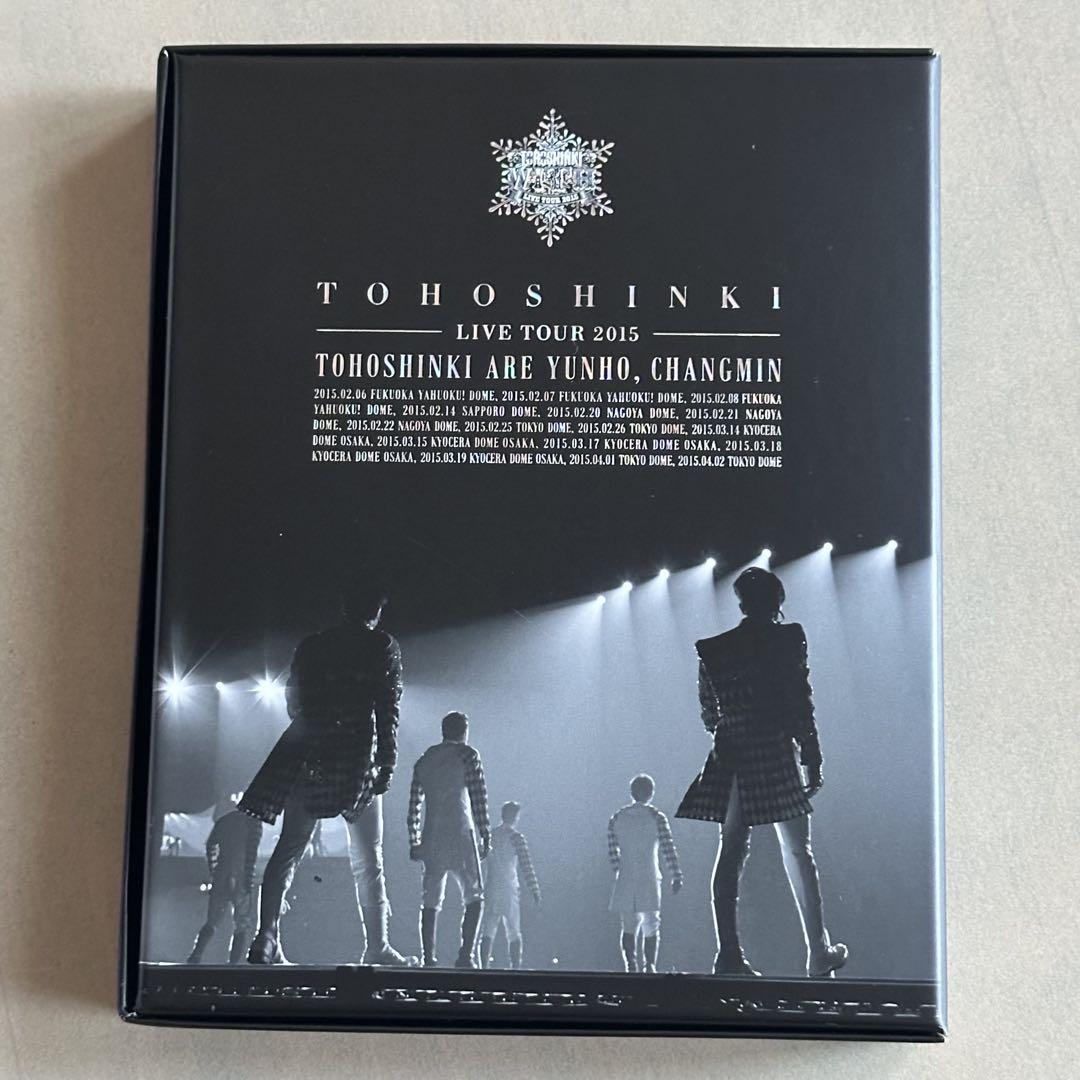 TOHOSHINKI
WITH
LIVE TOUR 2015
TOHOSHINKI
LIVE TOUR 2015
TOHOSHINKI ARE YUNHO, CHANGMIN
2015.02.06 FUKUOKA YAHUOKU! DOME, 2015.02.07 FUKUOKA YAHUOKU! DOME, 2015.02.08 FUKUOKA
YAHUOKU! DOME, 2015.02.14 SAPPORO DOME, 2015.02.20 NAGOYA DOME, 2015.02.21 NAGOYA
DOME, 2015.02.22 NAGOYA DOME, 2015.02.25 TOKYO DOME, 2015.02.26 TOKYO DOME, 2015.03.14 KYOCERA
DOME OSAKA, 2015.03.15 KYOCERA DOME OSAKA, 2015.03.17 KYOCERA DOME OSAKA, 2015.03.18
KYOCERA DOME OSAKA, 2015.03.19 KYOCERA DOME OSAKA, 2015.04.01 TOKYO DOME, 2015.04.02 TOKYO DOME